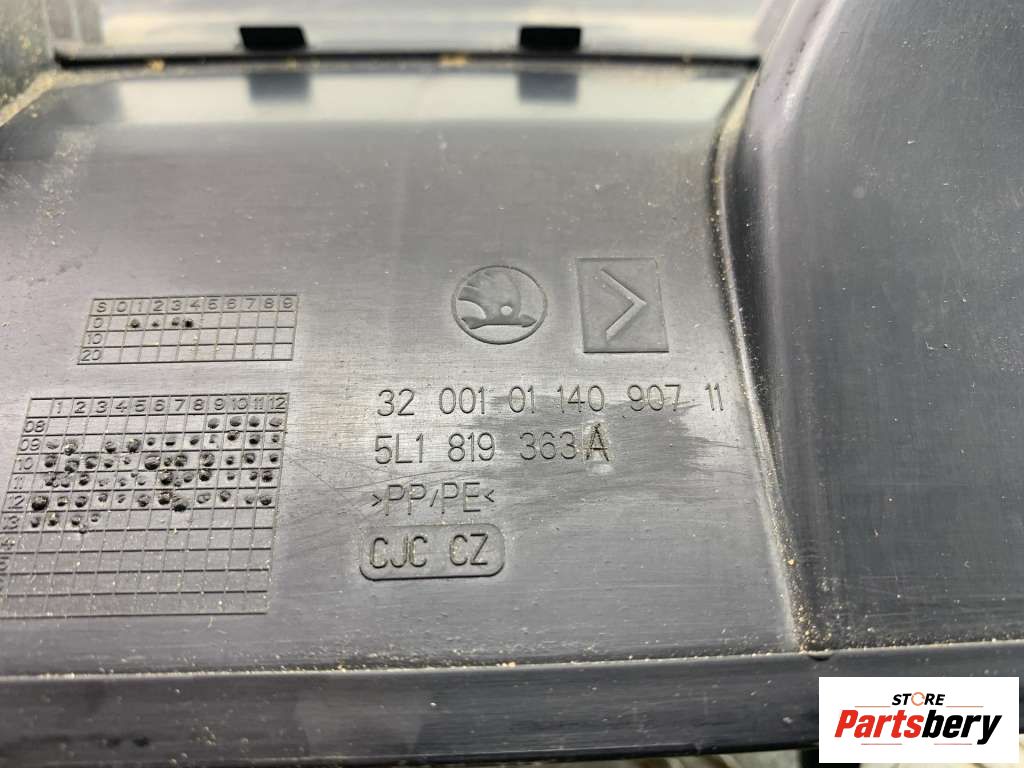 S 0 1 2 3 4 5 6 7 8 9
0
10
20
1 2 3 4 5 6 7 8 9 10 11 12
08
09
10
11
12
13
32 001 01 140 907 11
5L1 819 363 A
>PP/PE<
CJC CZ
STORE
Partsbery